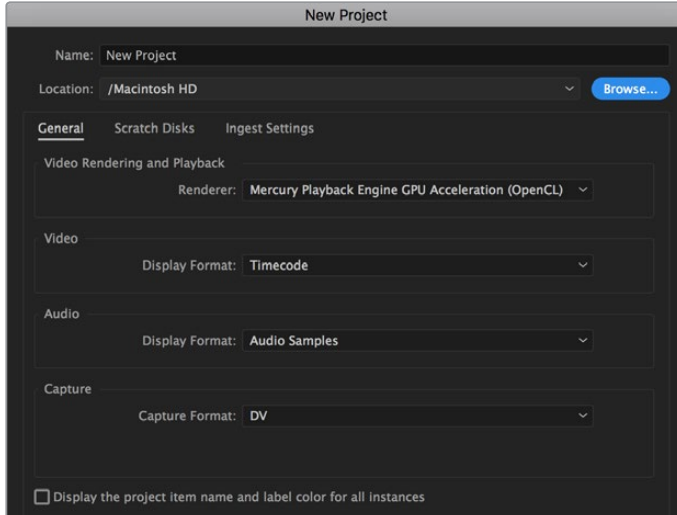 New Project
Name: New Project
Location: /Macintosh HD Browse...
General Scratch Disks Ingest Settings
Video Rendering and Playback
Renderer: Mercury Playback Engine GPU Acceleration (OpenCL)
Video
Display Format: Timecode
Audio
Display Format: Audio Samples
Capture
Capture Format: DV
Display the project item name and label color for all instances